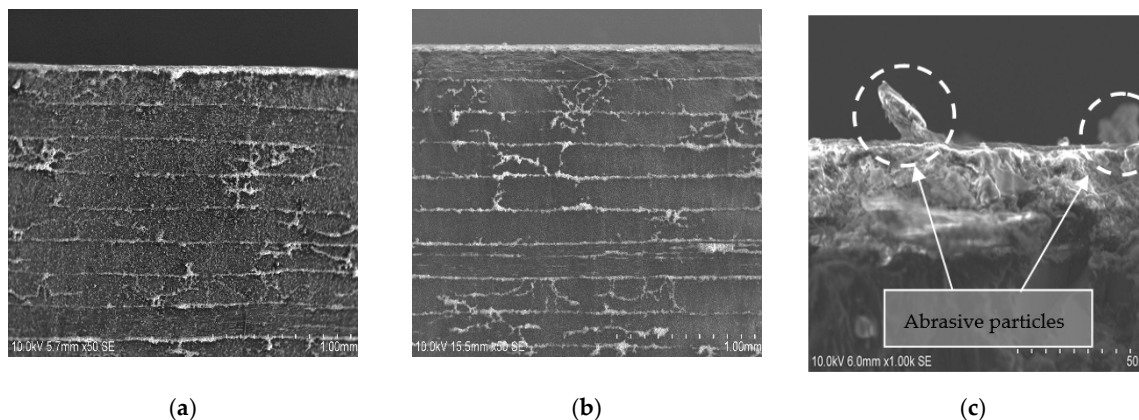 10.0kV 5.7mm x50 SE
1.00mm
10.0kV 15.5mm x50 SE
1.00mm
Abrasive particles
10.0kV 6.0mm x1.00k SE
50
(a)
(b)
(c)